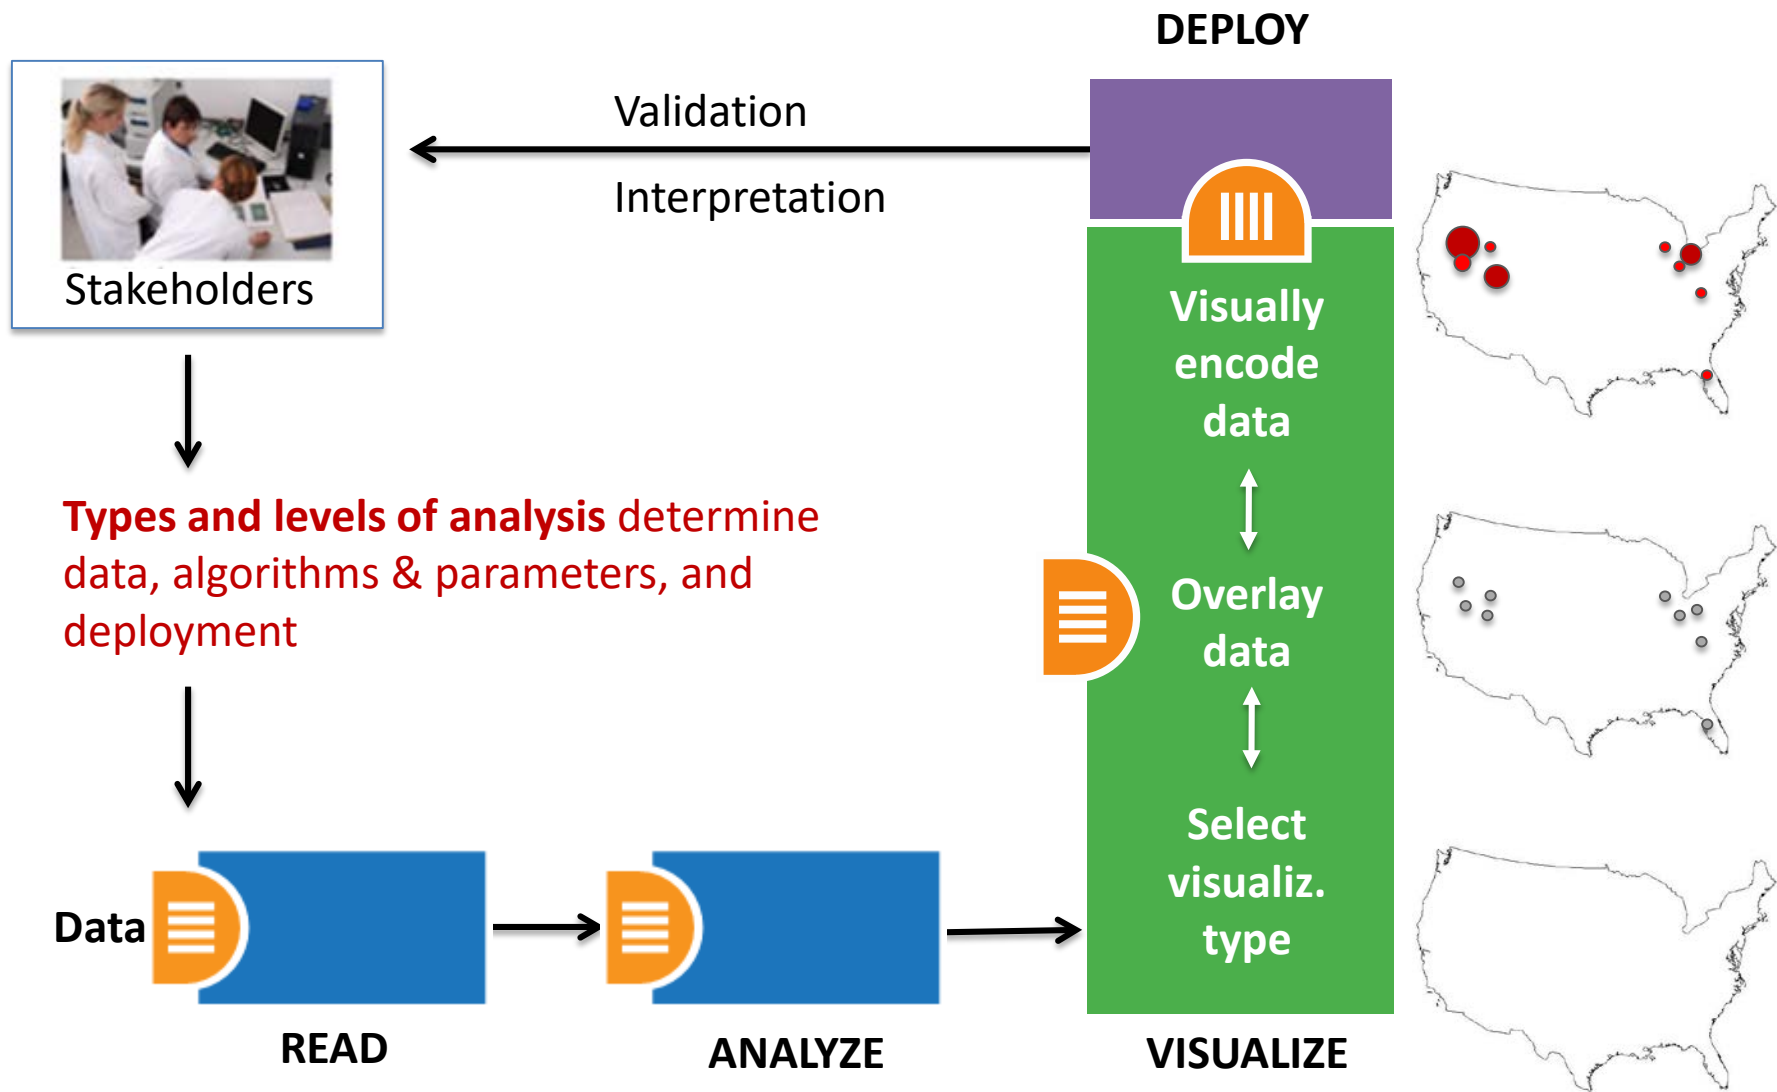 DEPLOY
Validation
Interpretation
Stakeholders
Visually
encode
data
Types and levels of analysis determine
data, algorithms & parameters, and
deployment
Overlay
data
Select
visualiz.
type
Data
READ
ANALYZE
VISUALIZE